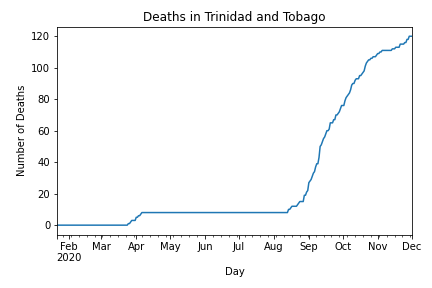 Deaths in Trinidad and Tobago
120
100
80
60
40
20
0
Number of Deaths
Feb Mar Apr May Jun Jul Aug Sep Oct Nov Dec
2020
Day